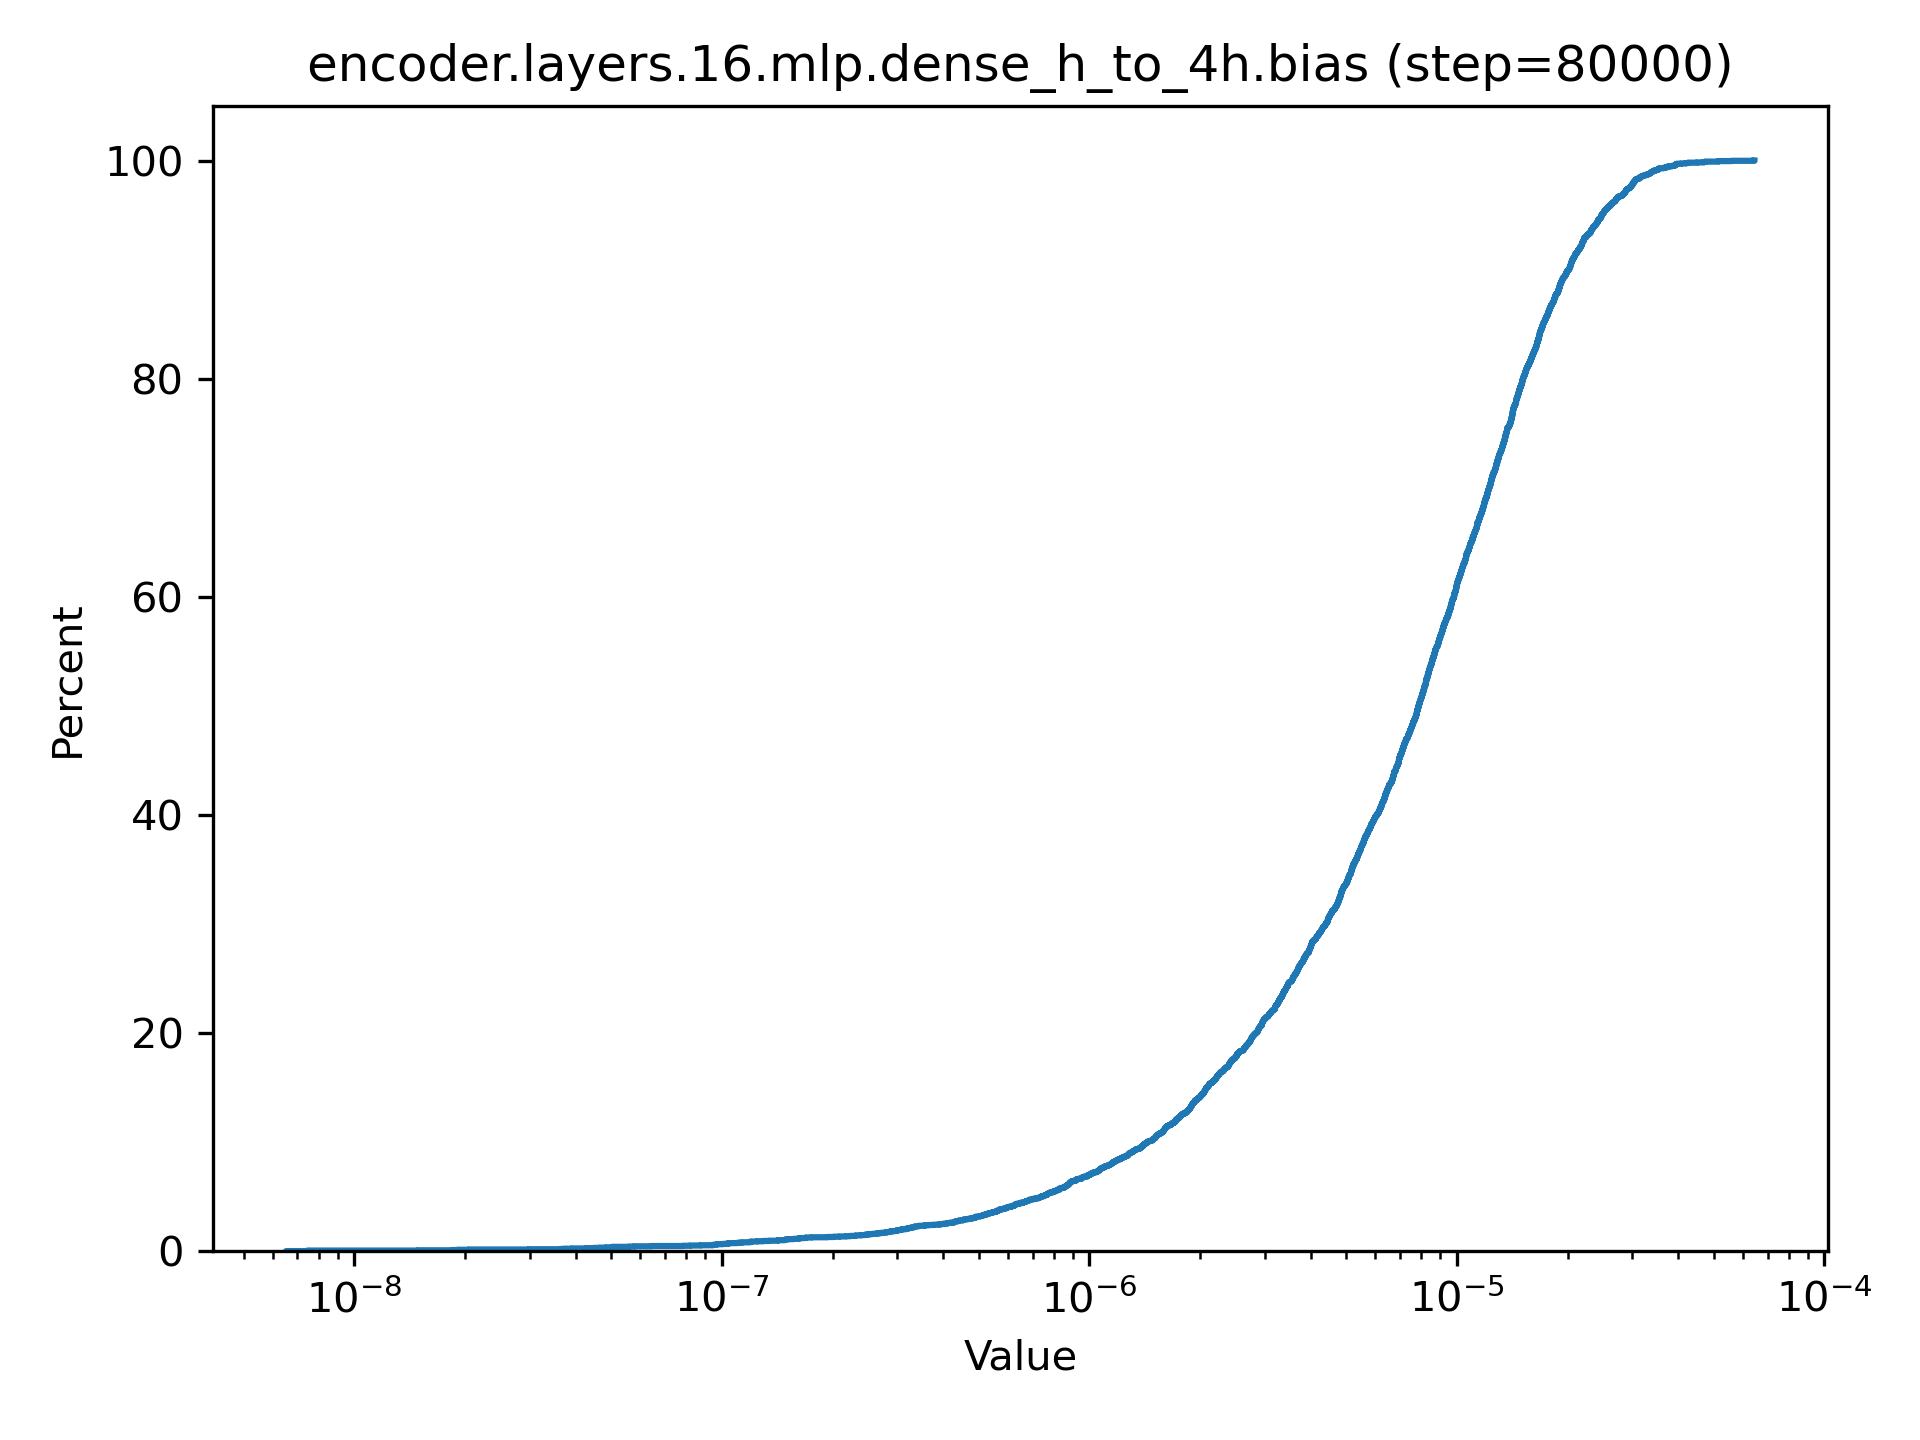 encoder.layers.16.mlp.dense_h_to_4h.bias (step=80000)
100
80
60
40
20
0
Percent
10⁻⁸ 10⁻⁷ 10⁻⁶ 10⁻⁵ 10⁻⁴
Value